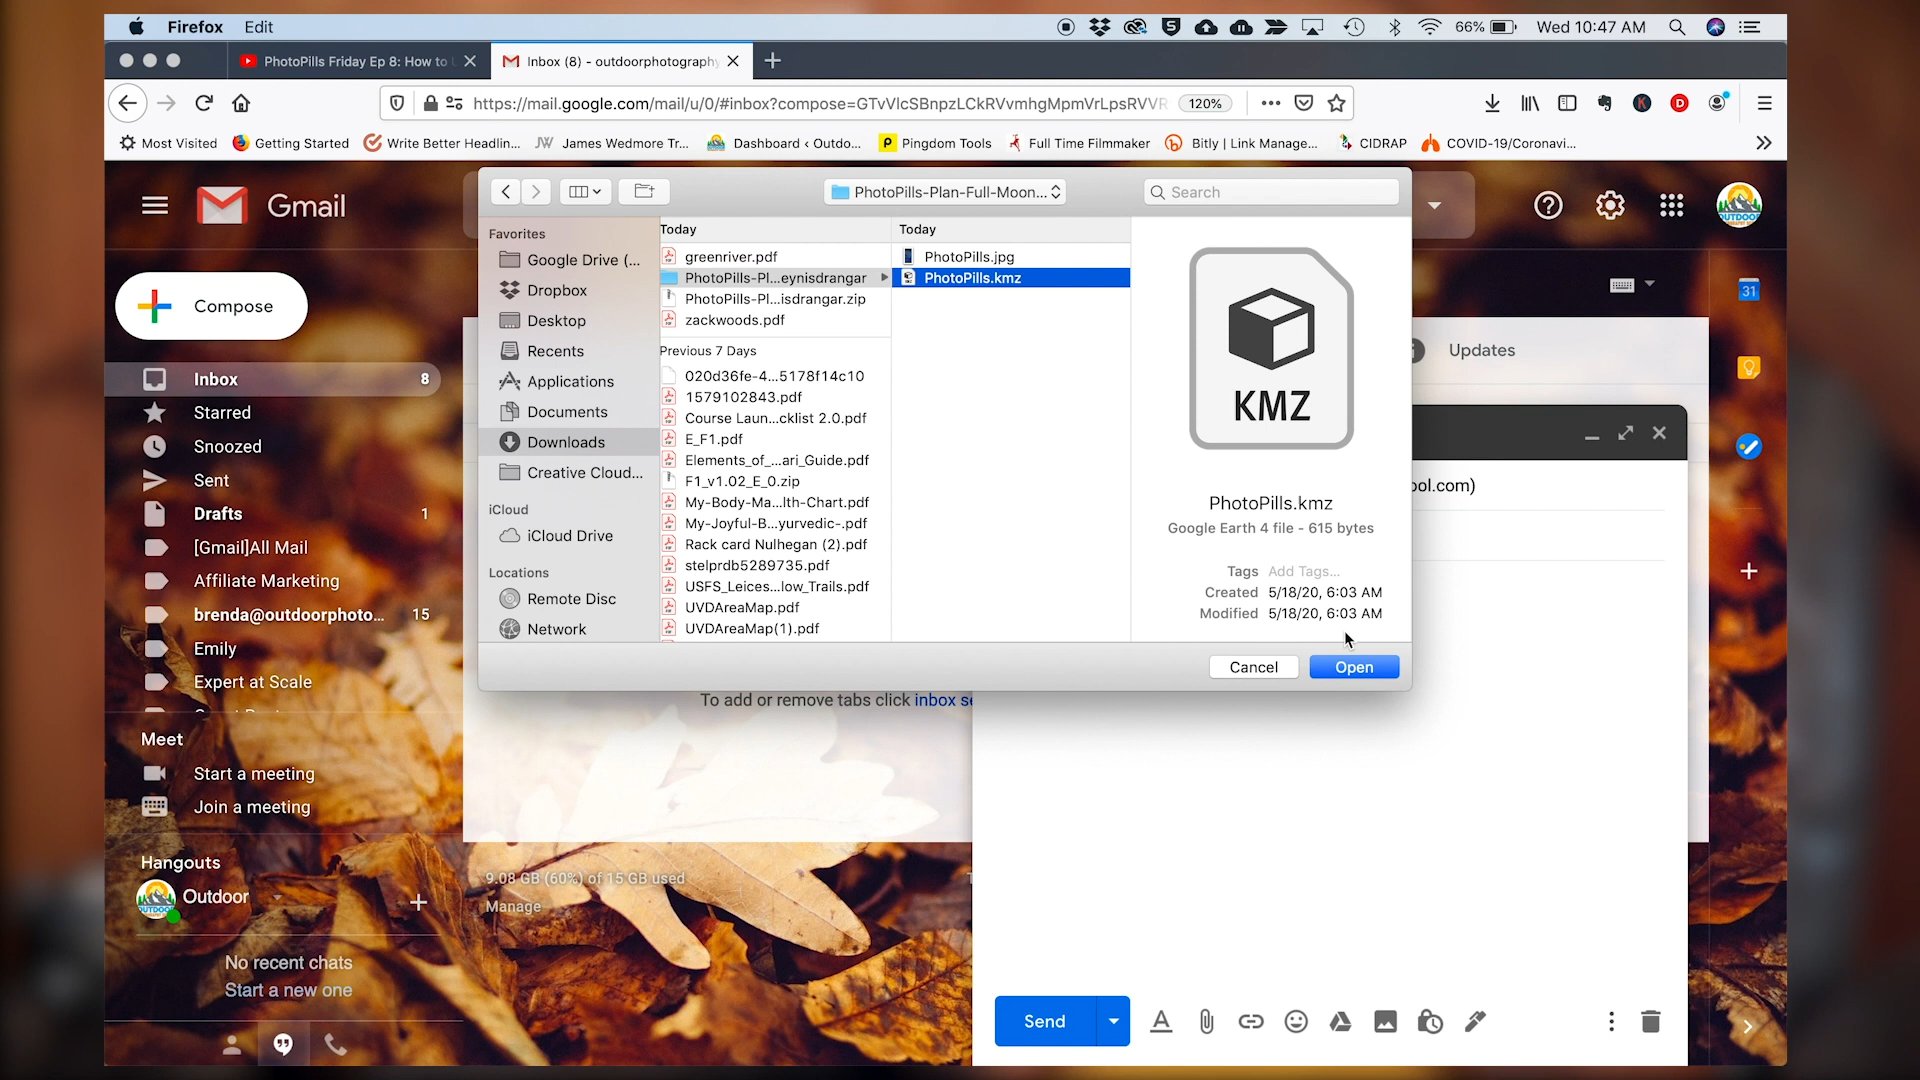 Firefox Edit
66% Wed 10:47 AM
PhotoPills Friday Ep 8: How to
Inbox (8) - outdoorphotography
https://mail.google.com/mail/u/0/#inbox?compose=GTvVlcSBnpzLCkRVvmhgMpmVrLpsRVVR 120%
Most Visited Getting Started Write Better Headlin... JW James Wedmore Tr... Dashboard ‹ Outdo... Pingdom Tools Full Time Filmmaker Bitly | Link Manage... CIDRAP COVID-19/Coronavi...
PhotoPills-Plan-Full-Moon...
Search
Gmail
Compose
Inbox 8
Starred
Snoozed
Sent
Drafts 1
[Gmail]All Mail
Affiliate Marketing
brenda@outdoorphoto... 15
Emily
Expert at Scale
Meet
Start a meeting
Join a meeting
Hangouts
Outdoor
No recent chats
Start a new one
Favorites
Google Drive (...
Dropbox
Desktop
Recents
Applications
Documents
Downloads
Creative Cloud...
iCloud
iCloud Drive
Locations
Remote Disc
Network
Today
greenriver.pdf
PhotoPills-Pl...eynisdrangar
PhotoPills-Pl...isdrangar.zip
zackwoods.pdf
Previous 7 Days
020d36fe-4...5178f14c10
1579102843.pdf
Course Laun...cklist 2.0.pdf
E_F1.pdf
Elements_of_...ari_Guide.pdf
F1_v1.02_E_0.zip
My-Body-Ma...lth-Chart.pdf
My-Joyful-B...yurvedic-.pdf
Rack card Nulhegan (2).pdf
stelprdb5289735.pdf
USFS_Leices...low_Trails.pdf
UVDAreaMap.pdf
UVDAreaMap(1).pdf
Today
PhotoPills.jpg
PhotoPills.kmz
KMZ
PhotoPills.kmz
Google Earth 4 file - 615 bytes
Tags Add Tags...
Created 5/18/20, 6:03 AM
Modified 5/18/20, 6:03 AM
Cancel Open
Updates
31
ool.com)
To add or remove tabs click inbox se
9.08 GB (60%) of 15 GB used
Manage
Send